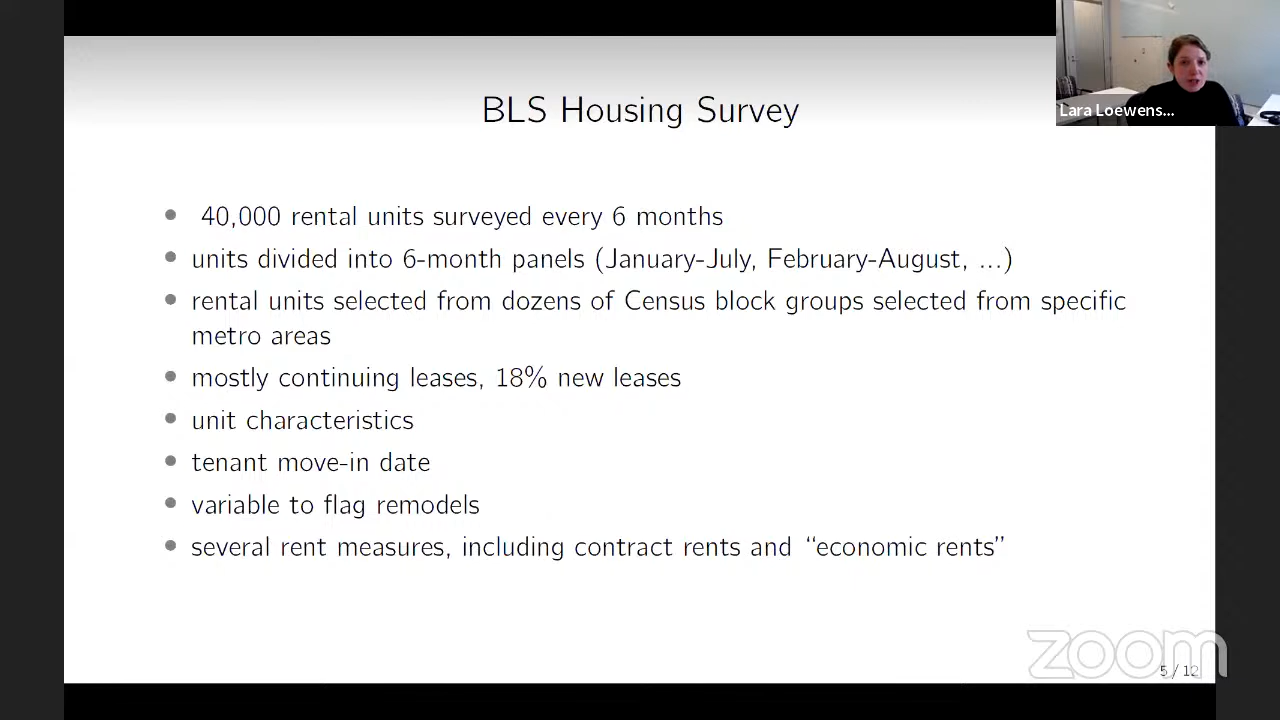 BLS Housing Survey
Lara Loewens...
40,000 rental units surveyed every 6 months
units divided into 6-month panels (January-July, February-August, ...)
rental units selected from dozens of Census block groups selected from specific
metro areas
mostly continuing leases, 18% new leases
unit characteristics
tenant move-in date
variable to flag remodels
several rent measures, including contract rents and “economic rents”
zoom
5 / 12